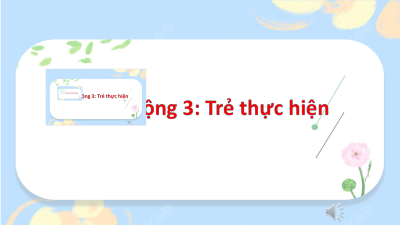 ộng 3: Trẻ thực hiện
ộng 3: Trẻ thực hiện